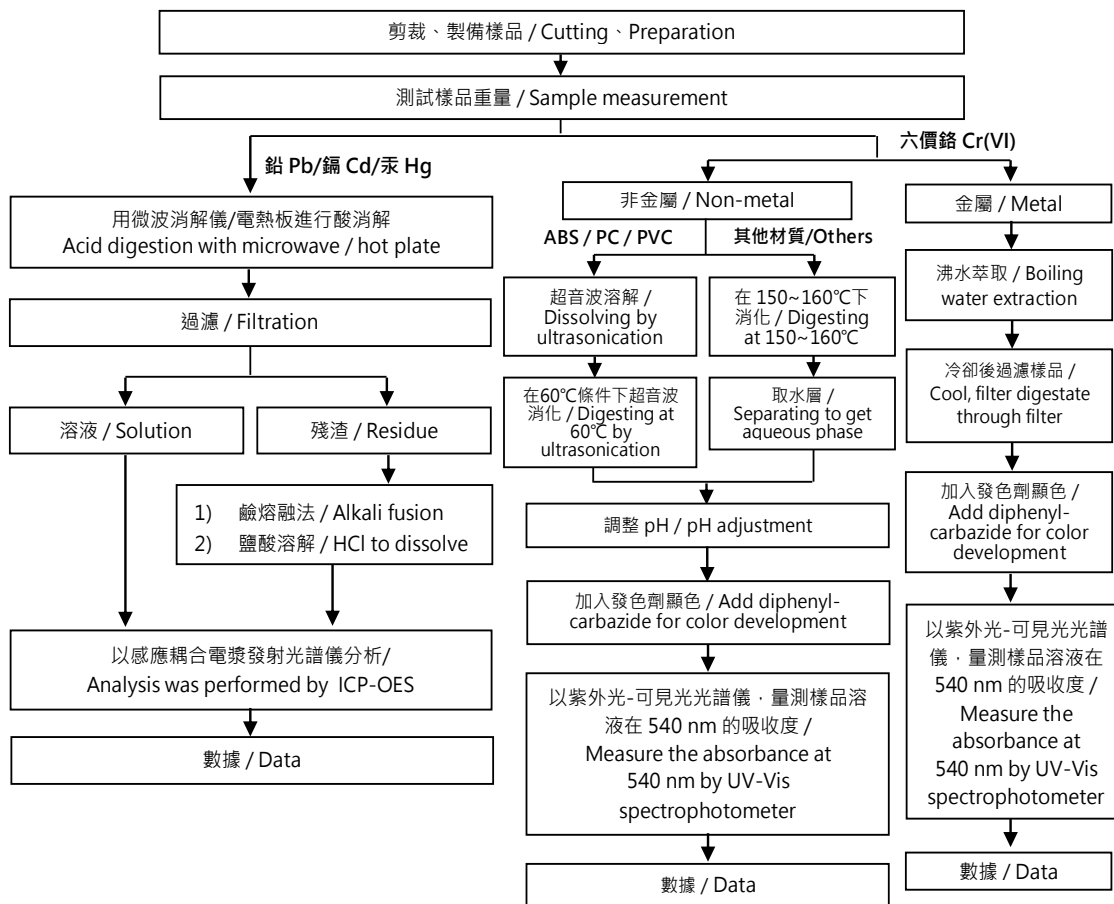 剪裁、製備樣品 / Cutting、Preparation
測試樣品重量 / Sample measurement
鉛 Pb/鎘 Cd/汞 Hg
六價鉻 Cr(VI)
用微波消解儀/電熱板進行酸消解
Acid digestion with microwave / hot plate
過濾 / Filtration
溶液 / Solution
殘渣 / Residue
1) 鹼熔融法 / Alkali fusion
2) 鹽酸溶解 / HCl to dissolve
以感應耦合電漿發射光譜儀分析/
Analysis was performed by ICP-OES
數據 / Data
非金屬 / Non-metal
ABS / PC / PVC
其他材質/Others
超音波溶解 /
Dissolving by
ultrasonication
在60℃條件下超音波
消化 / Digesting at
60℃ by
ultrasonication
在 150~160℃下
消化 / Digesting
at 150~160℃
取水層 /
Separating to get
aqueous phase
調整 pH / pH adjustment
加入發色劑顯色 / Add diphenyl-
carbazide for color development
以紫外光-可見光光譜儀，量測樣品溶
液在 540 nm 的吸收度 /
Measure the absorbance at
540 nm by UV-Vis
spectrophotometer
數據 / Data
金屬 / Metal
沸水萃取 / Boiling
water extraction
冷卻後過濾樣品 /
Cool, filter digestate
through filter
加入發色劑顯色 /
Add diphenyl-
carbazide for color
development
以紫外光-可見光光譜
儀，量測樣品溶液在
540 nm 的吸收度 /
Measure the
absorbance at
540 nm by UV-Vis
spectrophotometer
數據 / Data